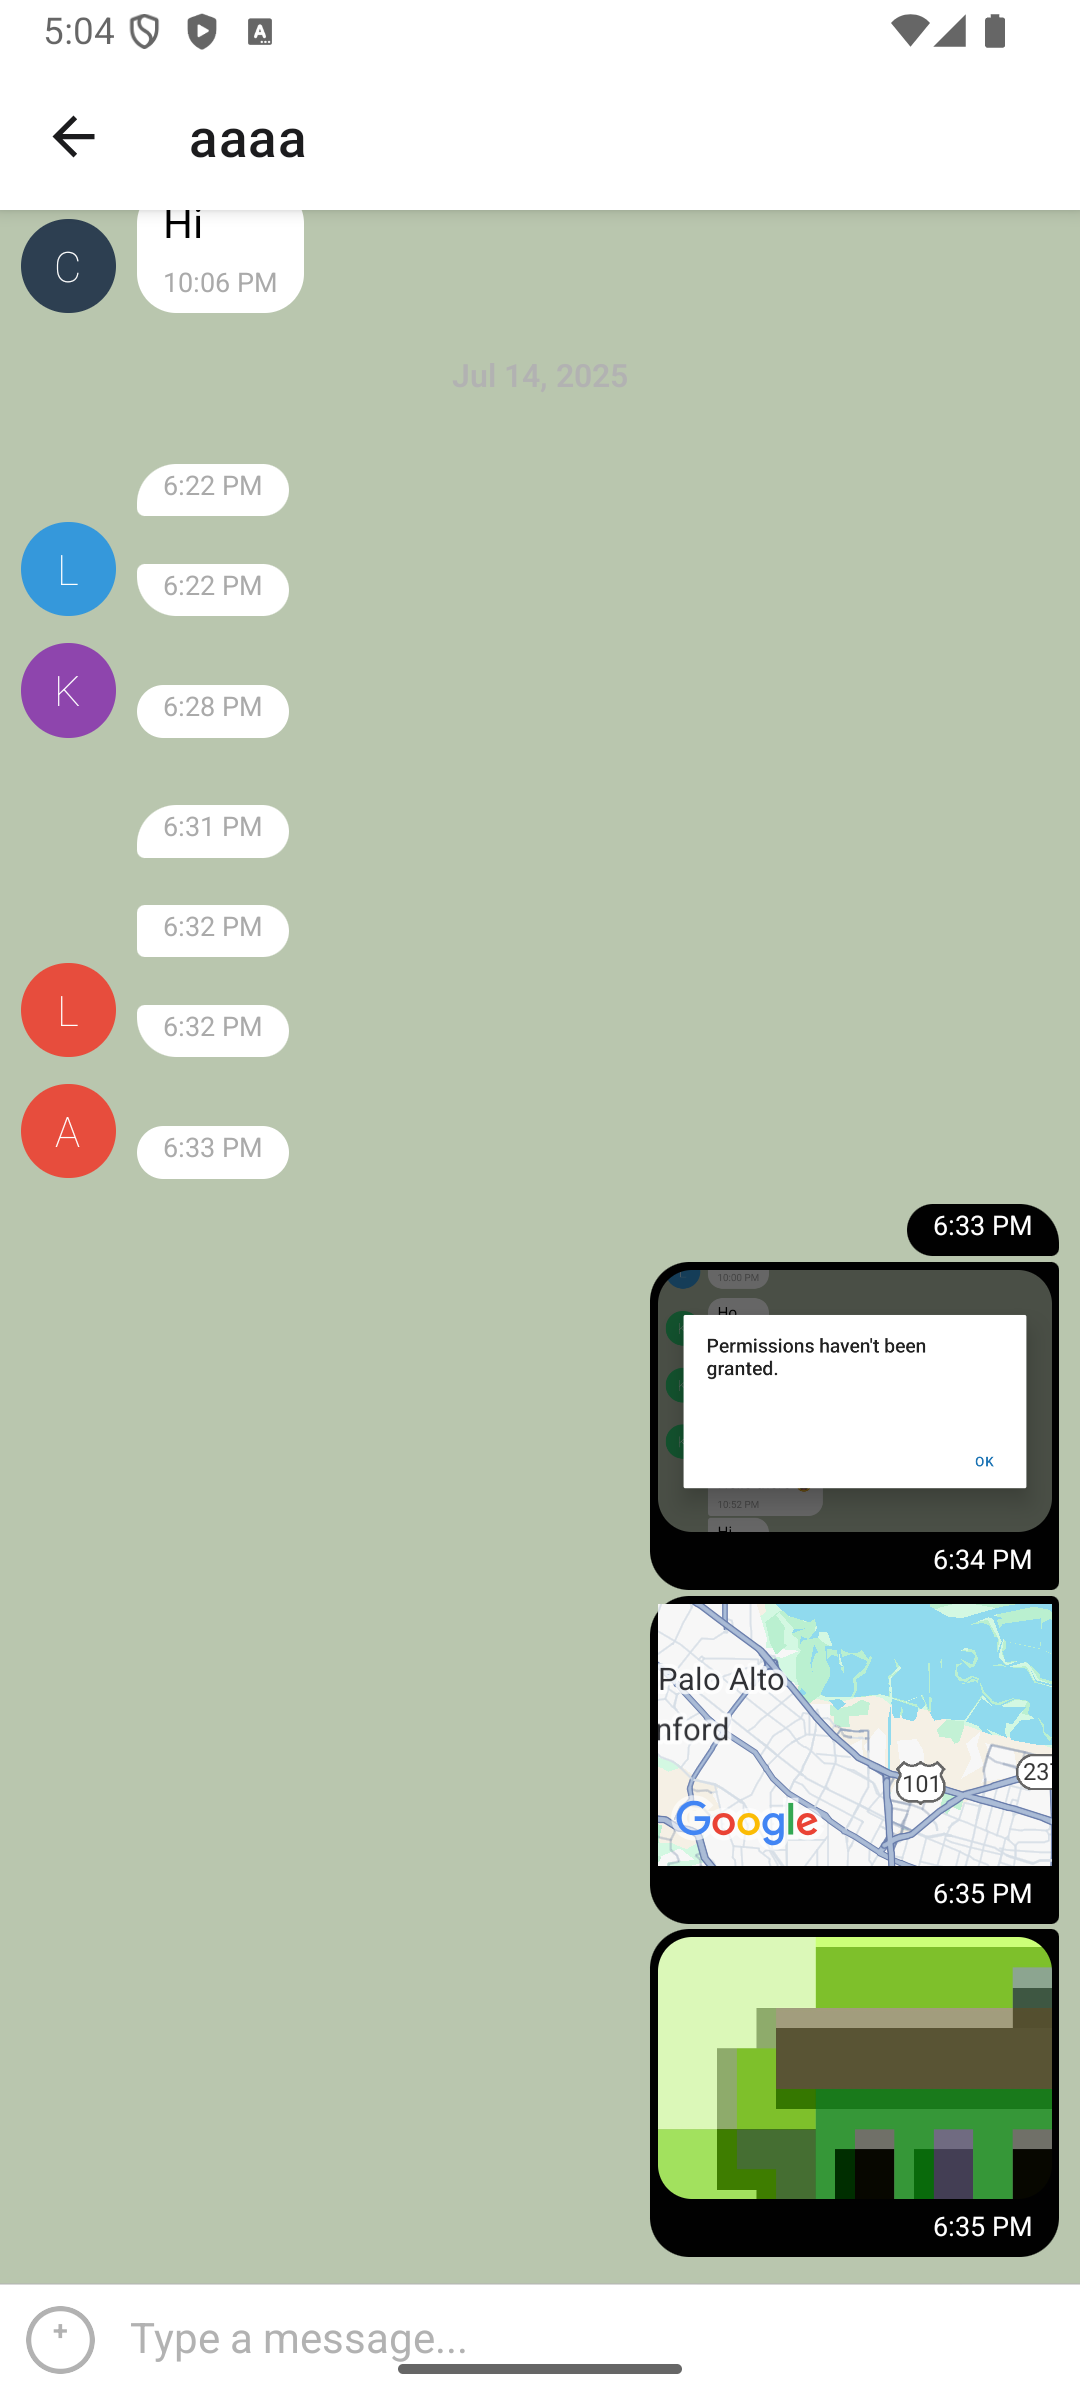 5:04
aaaa
Hi
10:06 PM
Jul 14, 2025
6:22 PM
L
6:22 PM
K
6:28 PM
6:31 PM
6:32 PM
L
6:32 PM
A
6:33 PM
6:33 PM
10:00 PM
Permissions haven't been
granted.
OK
10:52 PM
6:34 PM
Palo Alto
nford
101
23
Google
6:35 PM
6:35 PM
Type a message...
C